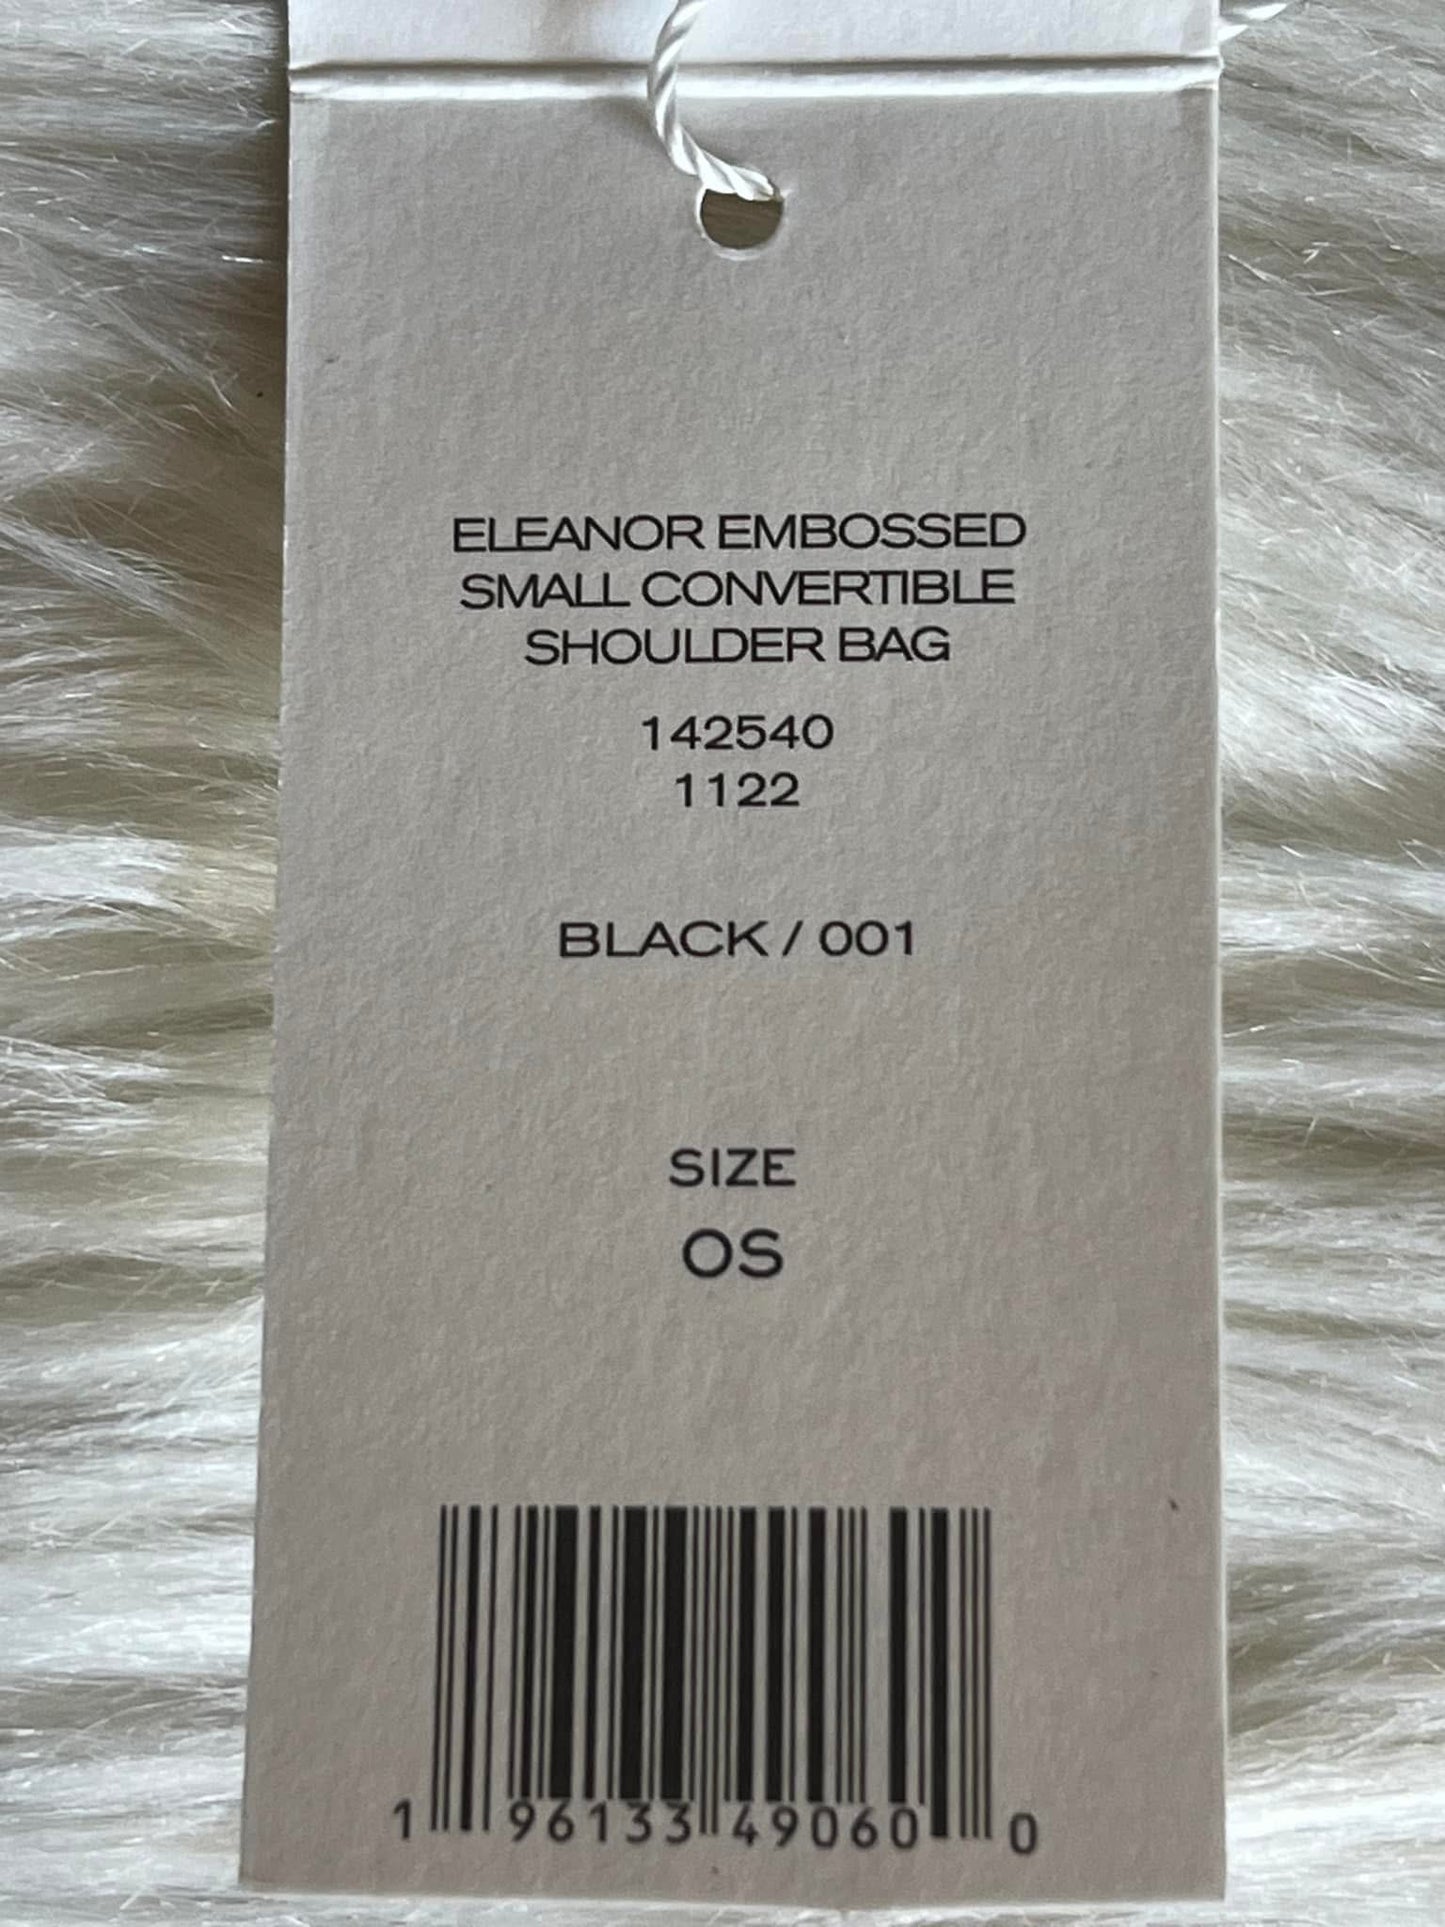 ELEANOR EMBOSSED
SMALL CONVERTIBLE
SHOULDER BAG
142540
1122
BLACK / 001
SIZE
OS
1 96133 49060 0